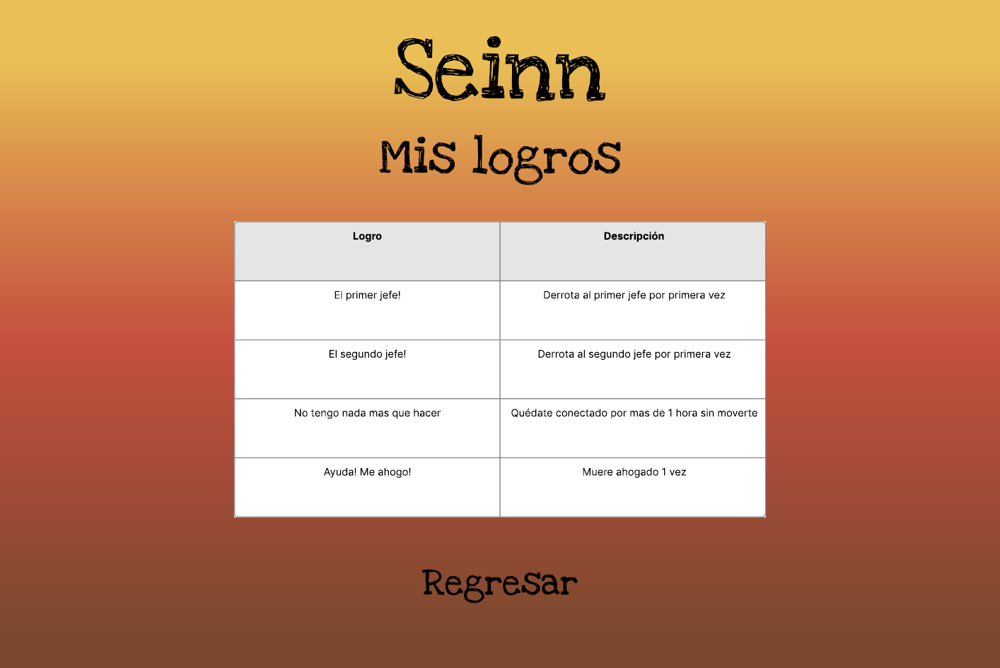 Seinn
Mis logros
Logro Descripción
El primer jefe! Derrota al primer jefe por primera vez
El segundo jefe! Derrota al segundo jefe por primera vez
No tengo nada mas que hacer Quédate conectado por mas de 1 hora sin moverte
Ayuda! Me ahogo! Muere ahogado 1 vez
Regresar